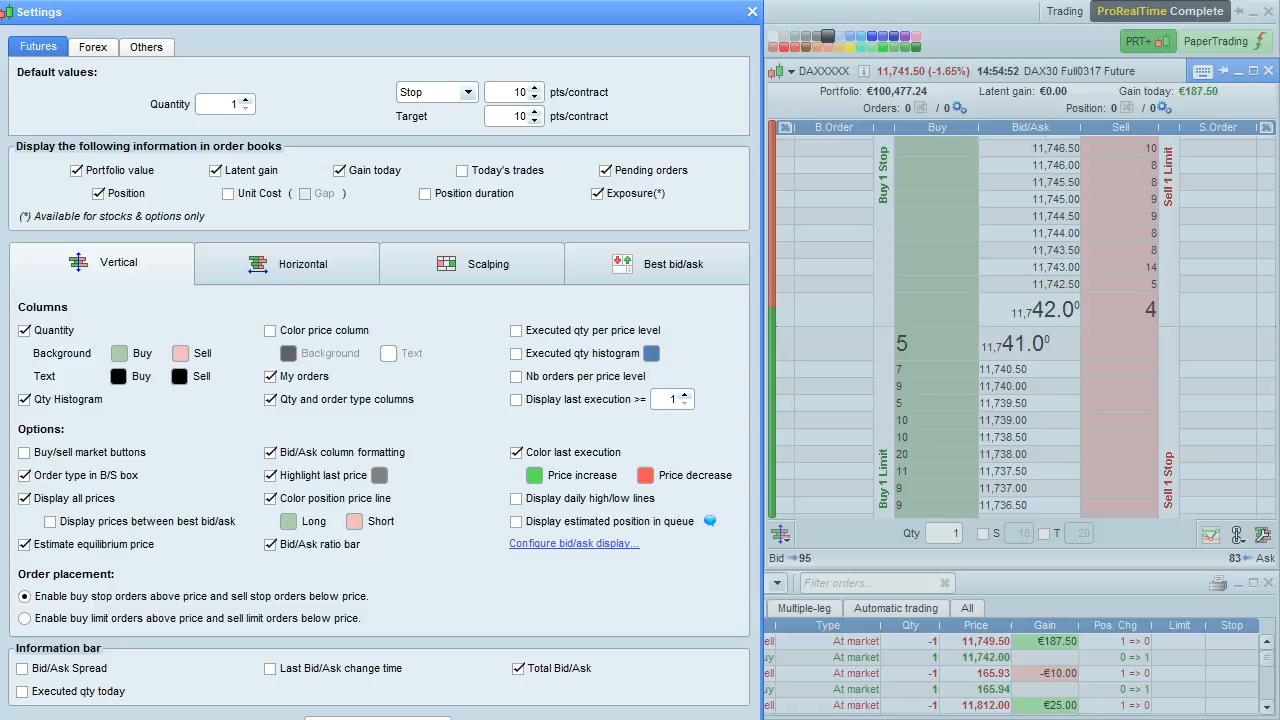 Settings
Trading ProRealTime Complete
Futures Forex Others
PRT+ PaperTrading
Default values:
Quantity 1
Stop 10 pts/contract
Target 10 pts/contract
DAXXXXX 11,741.50 (-1.65%) 14:54:52 DAX30 Full0317 Future
Portfolio: €100,477.24 Latent gain: €0.00 Gain today: €187.50
Orders: 0 / 0 Position: 0 / 0
Display the following information in order books
Portfolio value Latent gain Gain today Today's trades Pending orders
Position Unit Cost ( Gap ) Position duration Exposure(*)
(*) Available for stocks & options only
Vertical Horizontal Scalping Best bid/ask
Columns
Quantity Color price column Executed qty per price level
Background Buy Sell Background Text Executed qty histogram
Text Buy Sell My orders Nb orders per price level
Qty Histogram Qty and order type columns Display last execution >= 1
Options:
Buy/sell market buttons Bid/Ask column formatting Color last execution
Order type in B/S box Highlight last price Price increase Price decrease
Display all prices Color position price line Display daily high/low lines
Display prices between best bid/ask Long Short Display estimated position in queue
Estimate equilibrium price Bid/Ask ratio bar Configure bid/ask display...
Order placement:
Enable buy stop orders above price and sell stop orders below price.
Enable buy limit orders above price and sell limit orders below price.
Information bar
Bid/Ask Spread Last Bid/Ask change time Total Bid/Ask
Executed qty today
B.Order Buy Bid/Ask Sell S.Order
Buy 1 Stop
Sell 1 Limit
11,746.50 10
11,746.00 8
11,745.50 8
11,745.00 9
11,744.50 9
11,744.00 8
11,743.50 8
11,743.00 14
11,742.50 5
11,742.0⁰ 4
5 11,741.0⁰
7 11,740.50
9 11,740.00
5 11,739.50
10 11,739.00
10 11,738.50
20 11,738.00
11 11,737.50
9 11,737.00
9 11,736.50
Buy 1 Limit
Sell 1 Stop
Qty 1 S 10 T 20
Bid 95 83 Ask
Filter orders...
Multiple-leg Automatic trading All
Type Qty Price Gain Pos. Chg Limit Stop
ell At market -1 11,749.50 €187.50 1 => 0
uy At market 1 11,742.00 0 => 1
ell At market -1 165.93 -€10.00 1 => 0
uy At market 1 165.94 0 => 1
ell At market -1 11,812.00 €25.00 1 => 0